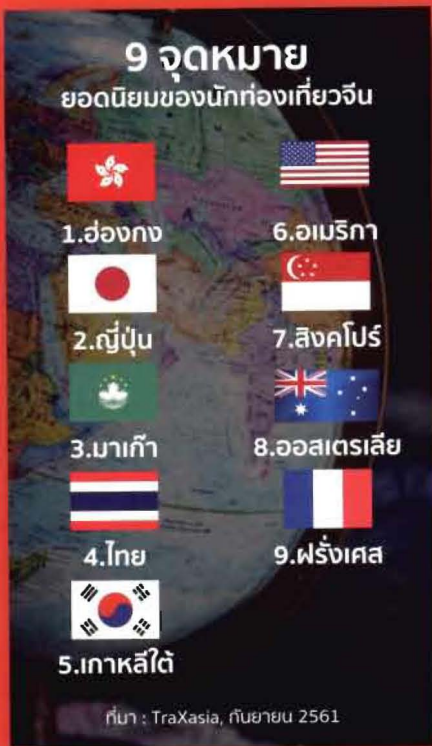 9 จุดหมาย
ยอดนิยมของนักท่องเที่ยวจีน
1.ฮ่องกง
2.ญี่ปุ่น
3.มาเก๊า
4.ไทย
5.เกาหลีใต้
6.อเมริกา
7.สิงคโปร์
8.ออสเตรเลีย
9.ฝรั่งเศส
ที่มา : TraXasia, กันยายน 2561